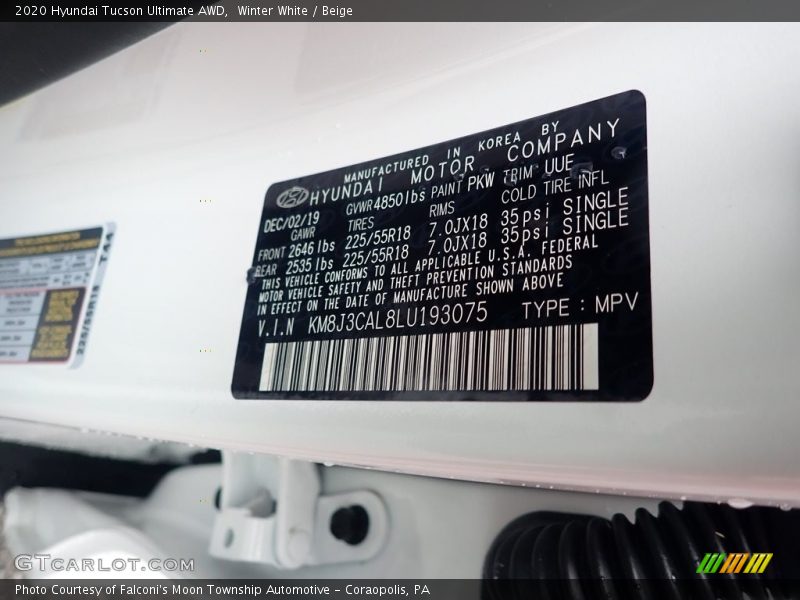 2020 Hyundai Tucson Ultimate AWD,  Winter White / Beige
MANUFACTURED IN KOREA BY
HYUNDAI MOTOR COMPANY
DEC/02/19 GVWR 4850lbs PAINT PKW TRIM UUE
GAWR TIRES RIMS COLD TIRE INFL
FRONT 2646 lbs 225/55R18 7.0JX18 35psi SINGLE
REAR 2535 lbs 225/55R18 7.0JX18 35psi SINGLE
THIS VEHICLE CONFORMS TO ALL APPLICABLE U.S.A. FEDERAL
MOTOR VEHICLE SAFETY AND THEFT PREVENTION STANDARDS
IN EFFECT ON THE DATE OF MANUFACTURE SHOWN ABOVE
V.I.N KM8J3CAL8LU193075 TYPE : MPV
GTCARLOT.COM
Photo Courtesy of Falconi's Moon Township Automotive - Coraopolis, PA